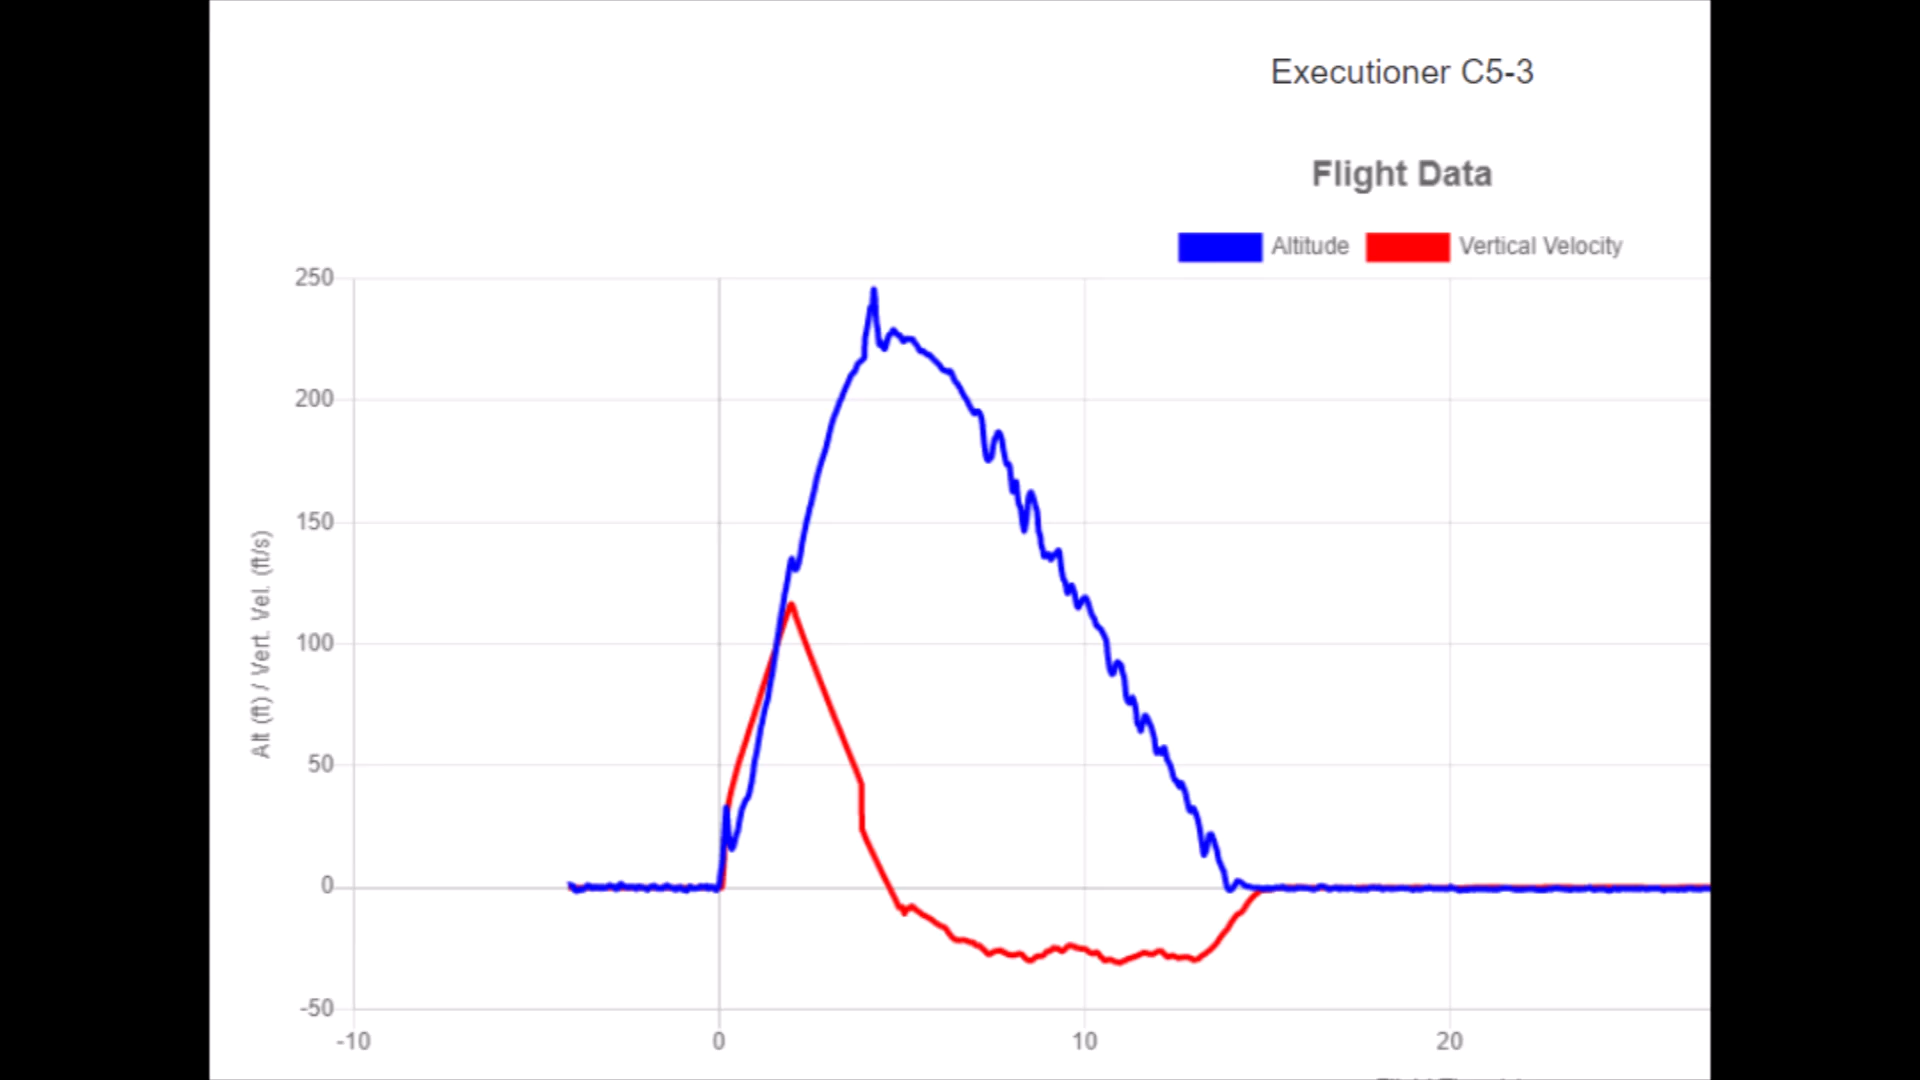 Executioner C5-3
Flight Data
Altitude Vertical Velocity
250
200
150
100
50
0
-50
Alt (ft) / Vert. Vel. (ft/s)
-10 0 10 20